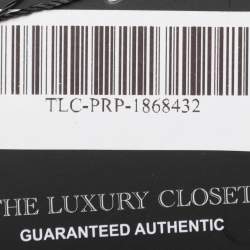 TLC-PRP-1868432
THE LUXURY CLOSET
GUARANTEED AUTHENTIC